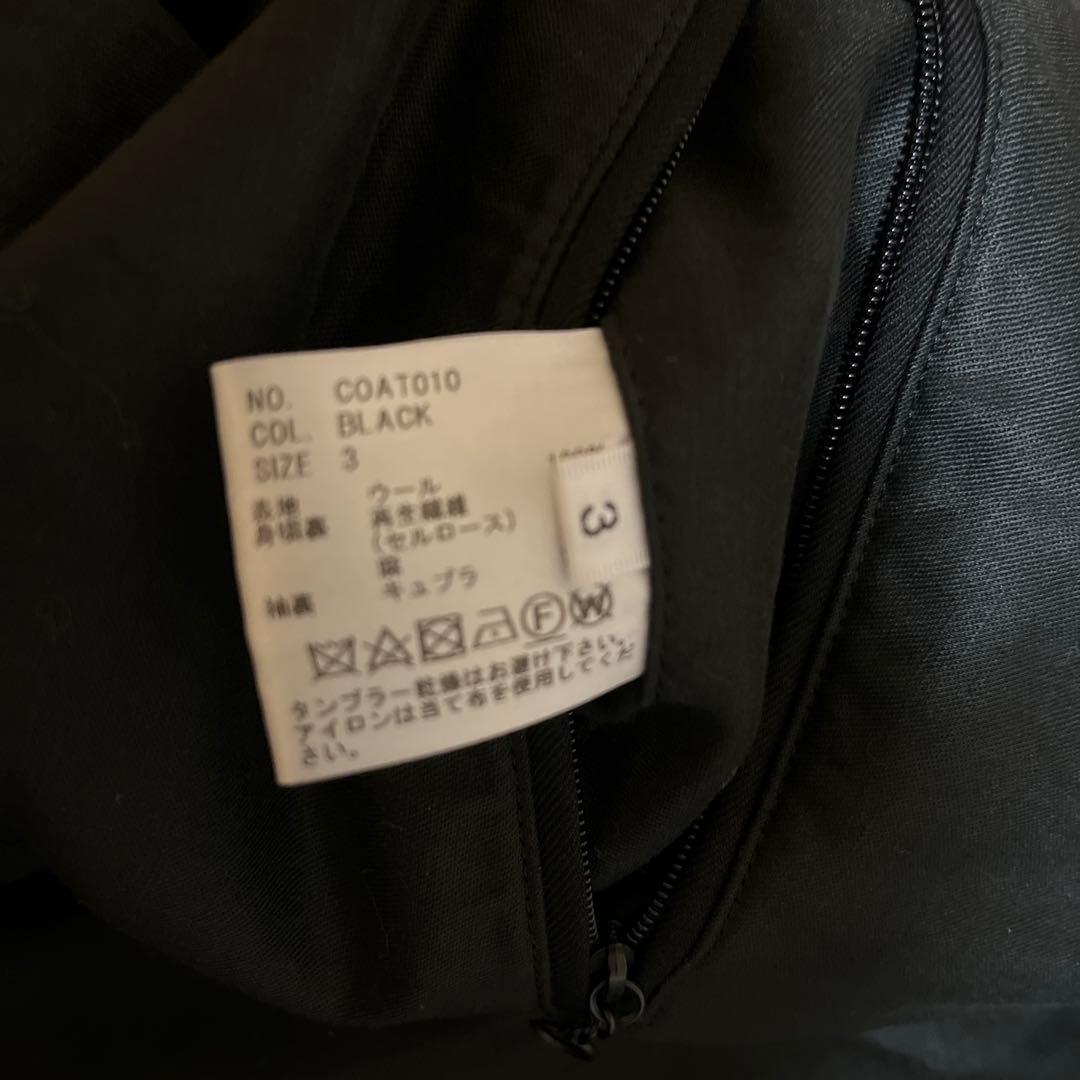 NO. COAT010
COL. BLACK
SIZE 3
表地 ウール
身頃裏 再生繊維
(セルロース)
袖裏 キュプラ
3
F
W
タンブラー乾燥はお避け下さい。
アイロンは当て布を使用してくだ
さい。